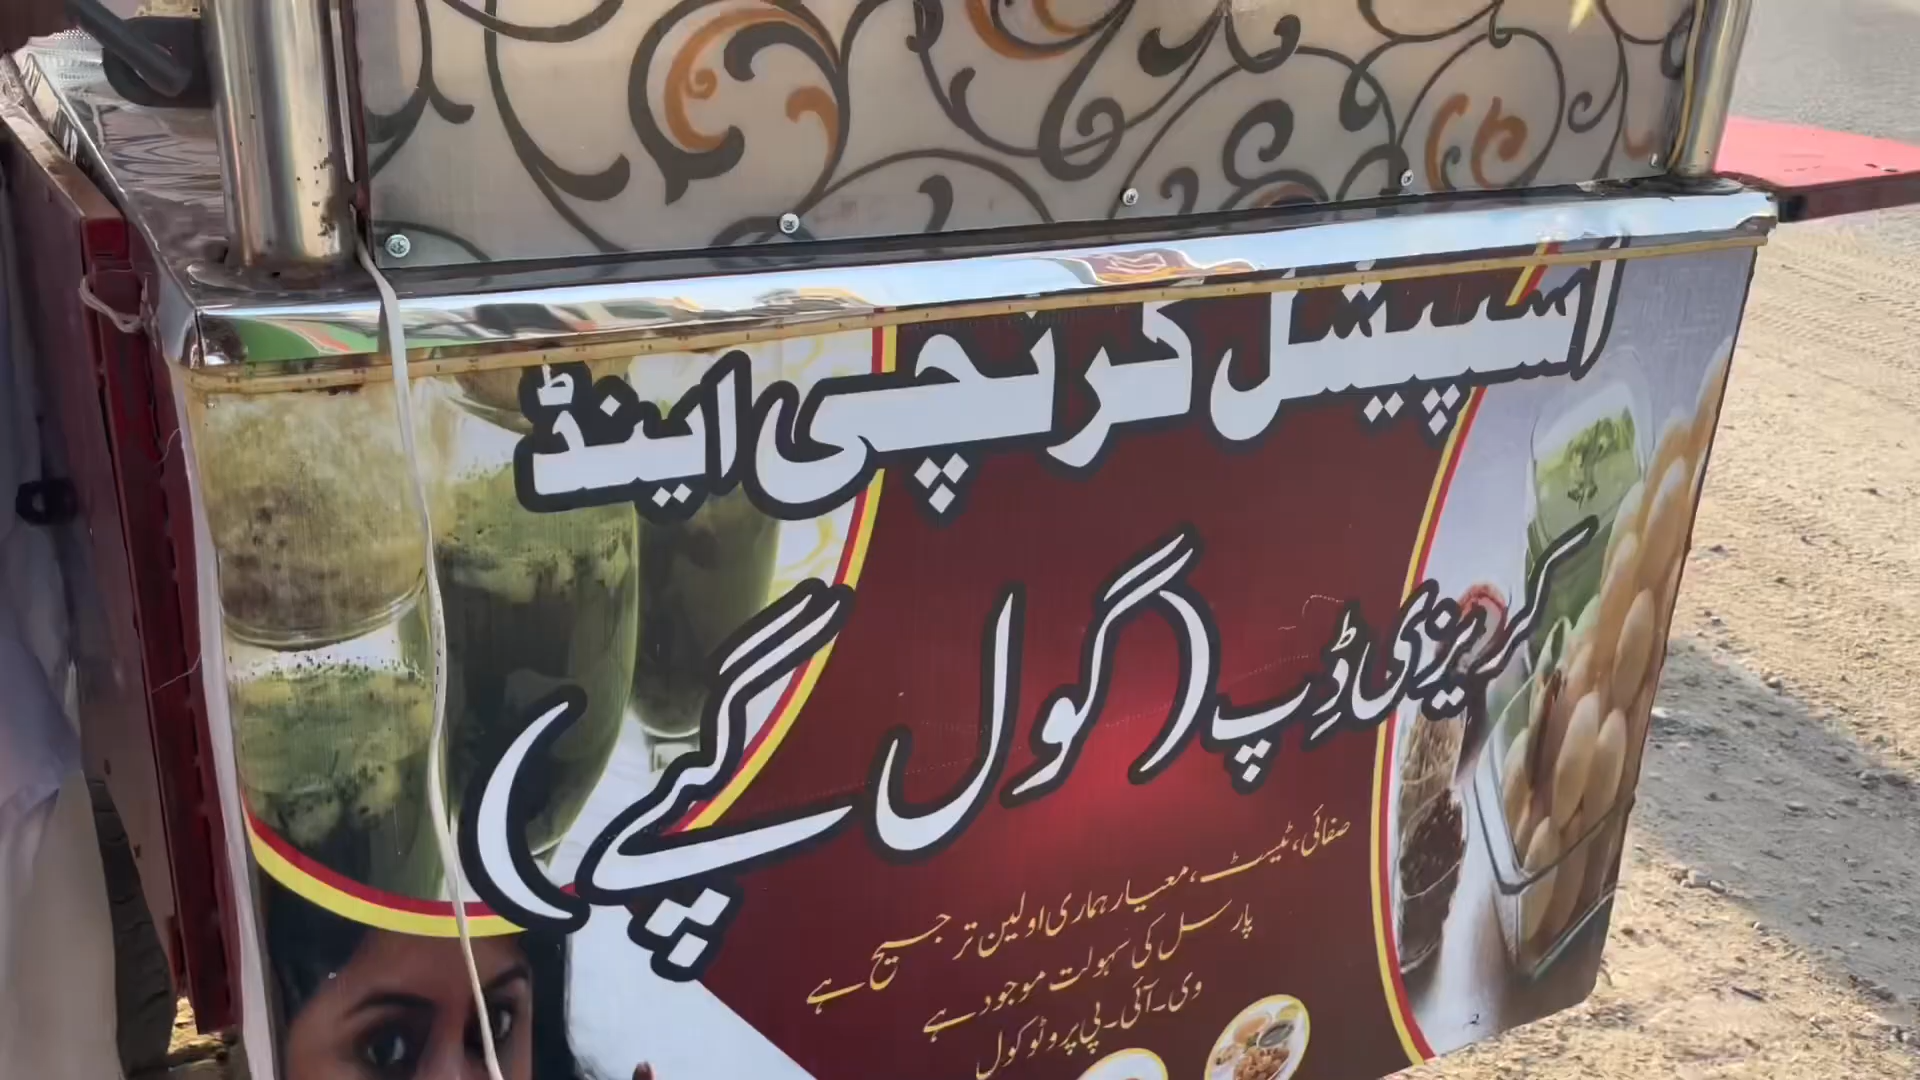 اسپیشل کرنچی اینڈ
کریزی ڈِپ (گول گپے)
صفائی، ٹیسٹ، معیار ہماری اولین ترجیح ہے
پارسل کی سہولت موجود ہے
وی۔آئی۔پی پروٹوکول